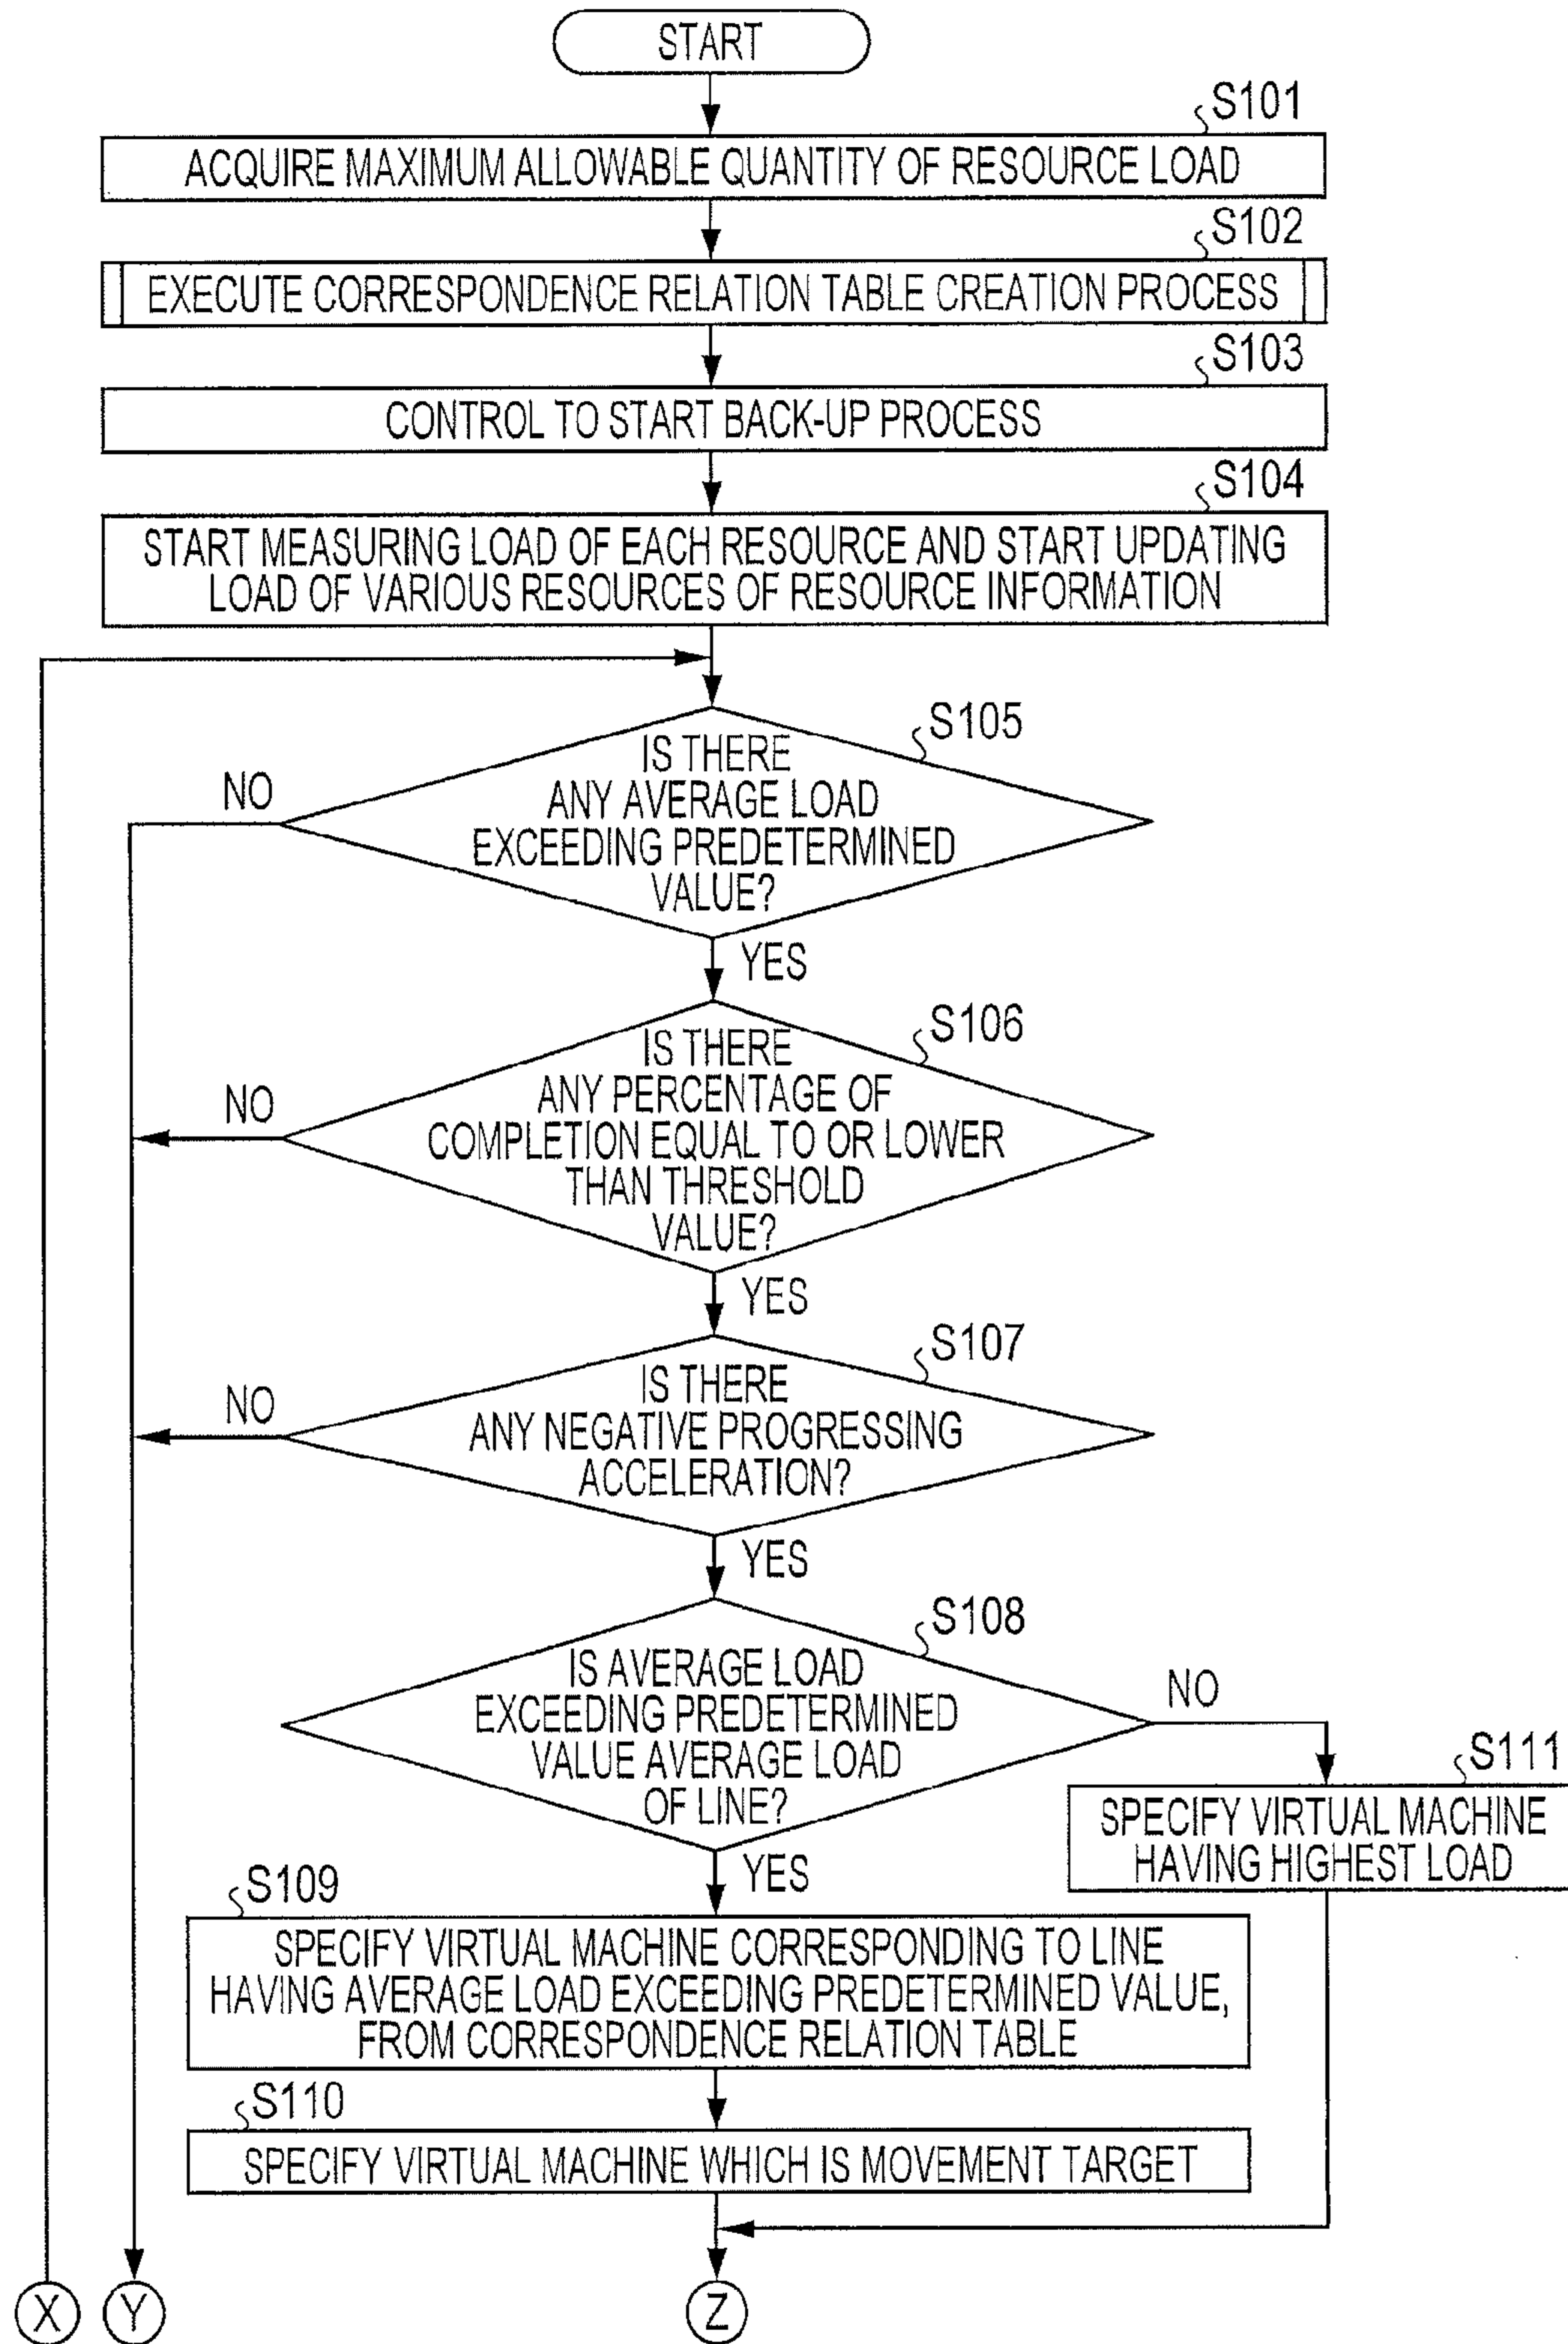 START
S101
ACQUIRE MAXIMUM ALLOWABLE QUANTITY OF RESOURCE LOAD
S102
EXECUTE CORRESPONDENCE RELATION TABLE CREATION PROCESS
S103
CONTROL TO START BACK-UP PROCESS
S104
START MEASURING LOAD OF EACH RESOURCE AND START UPDATING
LOAD OF VARIOUS RESOURCES OF RESOURCE INFORMATION
S105
IS THERE
ANY AVERAGE LOAD
EXCEEDING PREDETERMINED
VALUE?
NO
YES
S106
IS THERE
ANY PERCENTAGE OF
COMPLETION EQUAL TO OR LOWER
THAN THRESHOLD
VALUE?
NO
YES
S107
IS THERE
ANY NEGATIVE PROGRESSING
ACCELERATION?
NO
YES
S108
IS AVERAGE LOAD
EXCEEDING PREDETERMINED
VALUE AVERAGE LOAD
OF LINE?
NO
YES
S111
SPECIFY VIRTUAL MACHINE
HAVING HIGHEST LOAD
S109
SPECIFY VIRTUAL MACHINE CORRESPONDING TO LINE
HAVING AVERAGE LOAD EXCEEDING PREDETERMINED VALUE,
FROM CORRESPONDENCE RELATION TABLE
S110
SPECIFY VIRTUAL MACHINE WHICH IS MOVEMENT TARGET
X
Y
Z